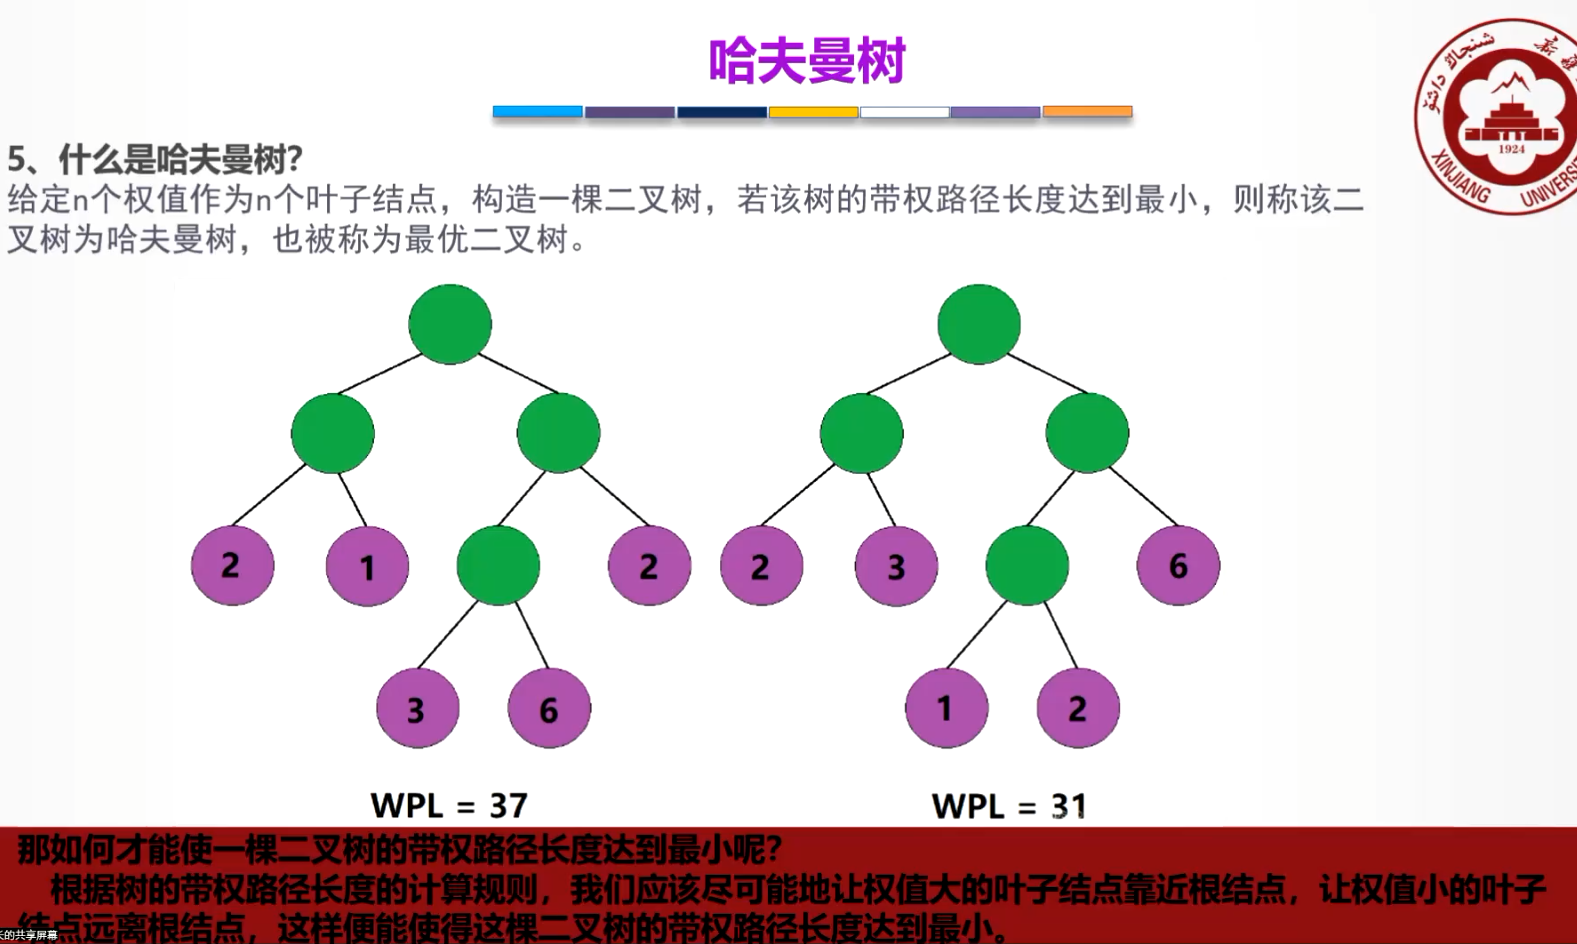 哈夫曼树
شىنجاڭ داشۆ
新疆
1924
XINJIANG UNIVERSI
5、什么是哈夫曼树?
给定n个权值作为n个叶子结点，构造一棵二叉树，若该树的带权路径长度达到最小，则称该二
叉树为哈夫曼树，也被称为最优二叉树。
2 1 2 2 3 6
3 6 1 2
WPL = 37 WPL = 31
那如何才能使一棵二叉树的带权路径长度达到最小呢?
根据树的带权路径长度的计算规则，我们应该尽可能地让权值大的叶子结点靠近根结点，让权值小的叶子
结点远离根结点，这样便能使得这棵二叉树的带权路径长度达到最小。
长的共享屏幕